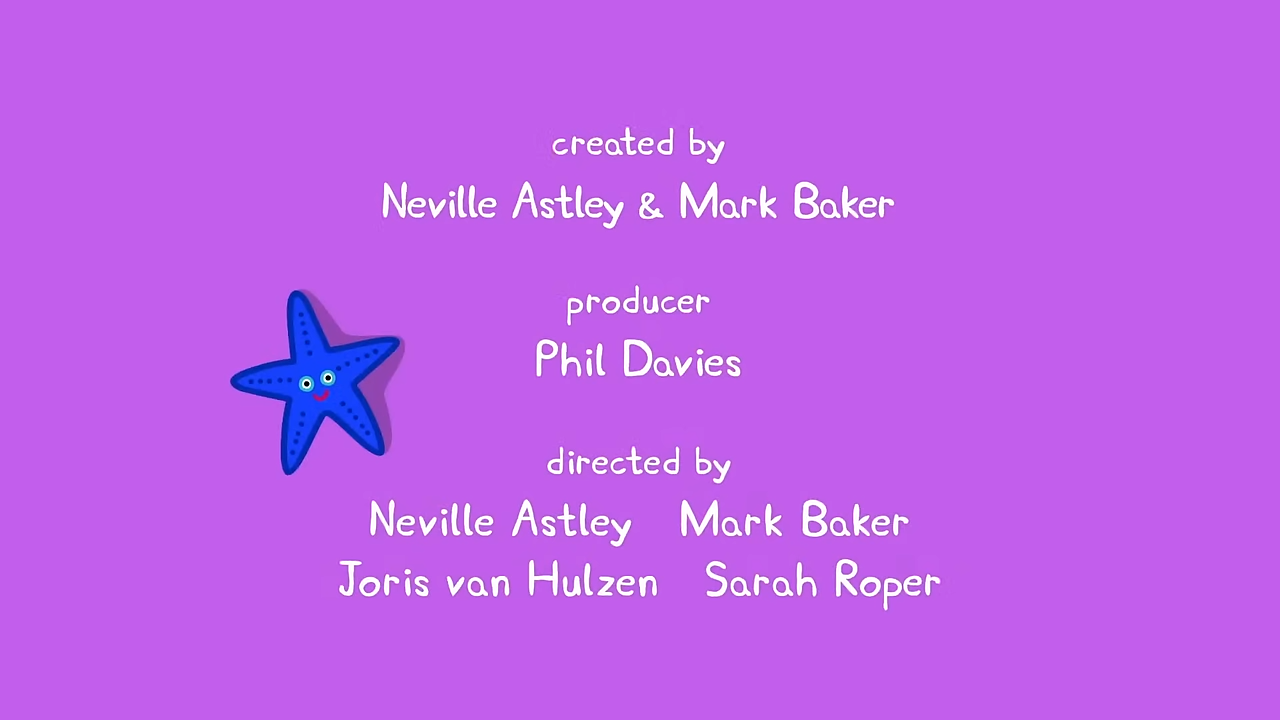 created by
Neville Astley & Mark Baker
producer
Phil Davies
directed by
Neville Astley Mark Baker
Joris van Hulzen Sarah Roper